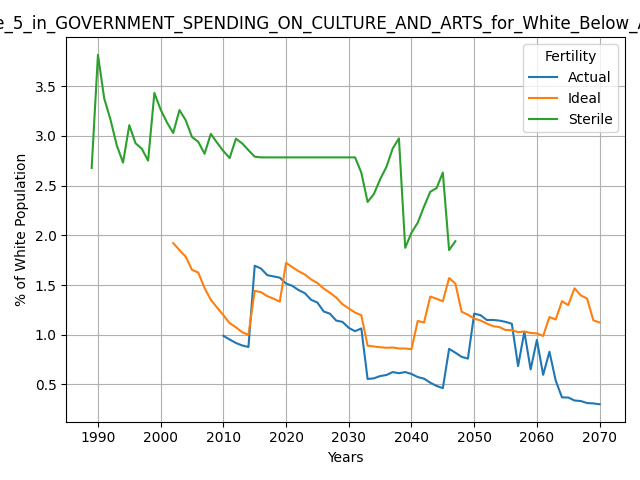 e_5_in_GOVERNMENT_SPENDING_ON_CULTURE_AND_ARTS_for_White_Below_
Fertility
Actual
Ideal
Sterile
3.5
3.0
2.5
2.0
1.5
1.0
0.5
% of White Population
1990 2000 2010 2020 2030 2040 2050 2060 2070
Years